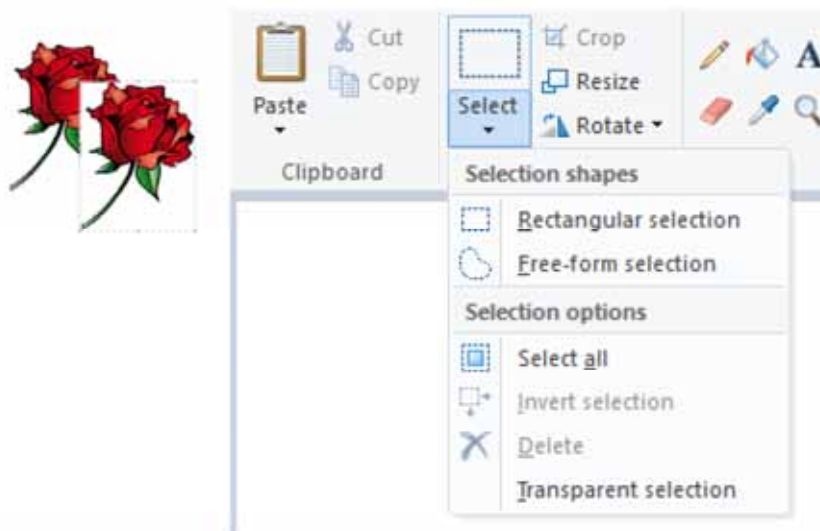 Cut
Copy
Paste
Clipboard
Select
Crop
Resize
Rotate
A
Selection shapes
Rectangular selection
Free-form selection
Selection options
Select all
Invert selection
Delete
Transparent selection